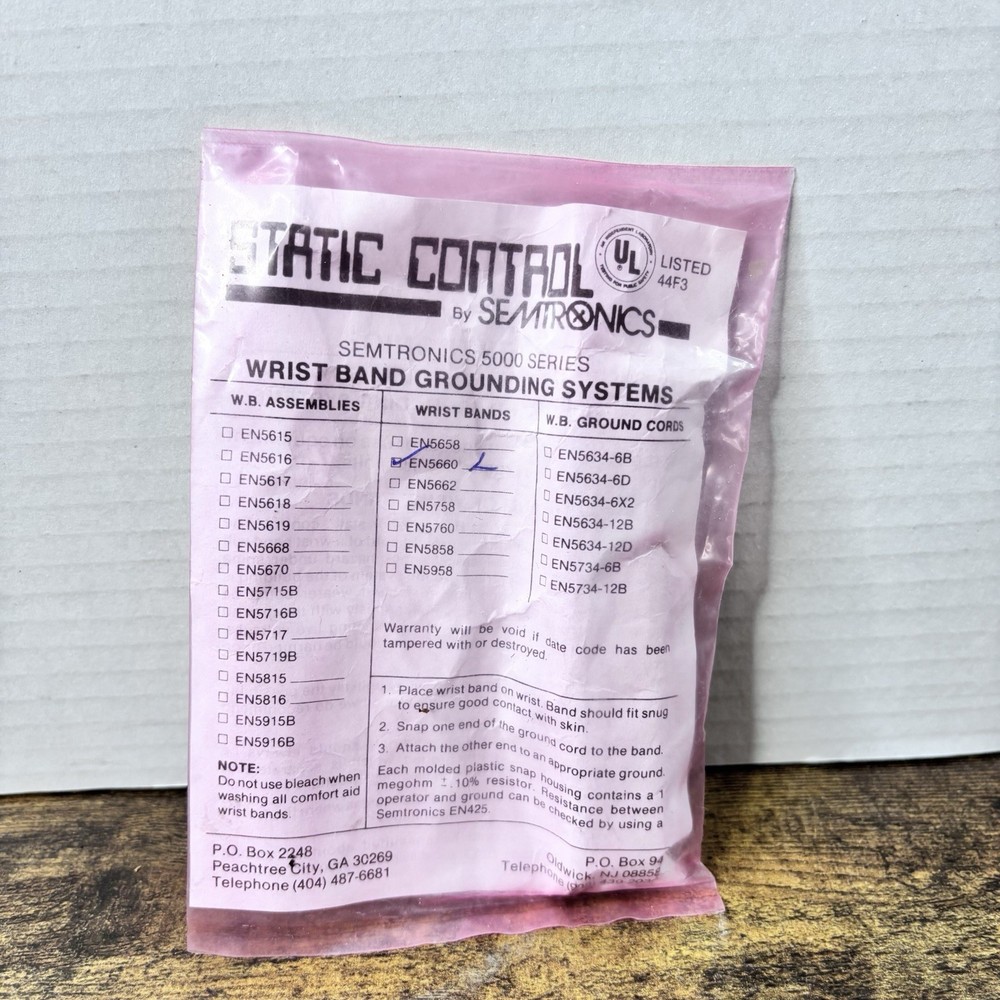 STATIC CONTROL
UL
LISTED
44F3
By SEMTRONICS
SEMTRONICS 5000 SERIES
WRIST BAND GROUNDING SYSTEMS
W.B. ASSEMBLIES
☐ EN5615
☐ EN5616
☐ EN5617
☐ EN5618
☐ EN5619
☐ EN5668
☐ EN5670
☐ EN5715B
☐ EN5716B
☐ EN5717
☐ EN5719B
☐ EN5815
☐ EN5816
☐ EN5915B
☐ EN5916B
NOTE:
Do not use bleach when
washing all comfort aid
wrist bands.
WRIST BANDS
☐ EN5658
☑ EN5660 L
☐ EN5662
☐ EN5758
☐ EN5760
☐ EN5858
☐ EN5958
W.B. GROUND CORDS
☐ EN5634-6B
☐ EN5634-6D
☐ EN5634-6X2
☐ EN5634-12B
☐ EN5634-12D
☐ EN5734-6B
☐ EN5734-12B
Warranty will be void if date code has been
tampered with or destroyed.
1. Place wrist band on wrist. Band should fit snug
to ensure good contact with skin.
2. Snap one end of the ground cord to the band.
3. Attach the other end to an appropriate ground.
Each molded plastic snap housing contains a 1
megohm ± 10% resistor. Resistance between
operator and ground can be checked by using a
Semtronics EN425.
P.O. Box 2248
Peachtree City, GA 30269
Telephone (404) 487-6681
P.O. Box 94
Oldwick, NJ 08858
Telephone